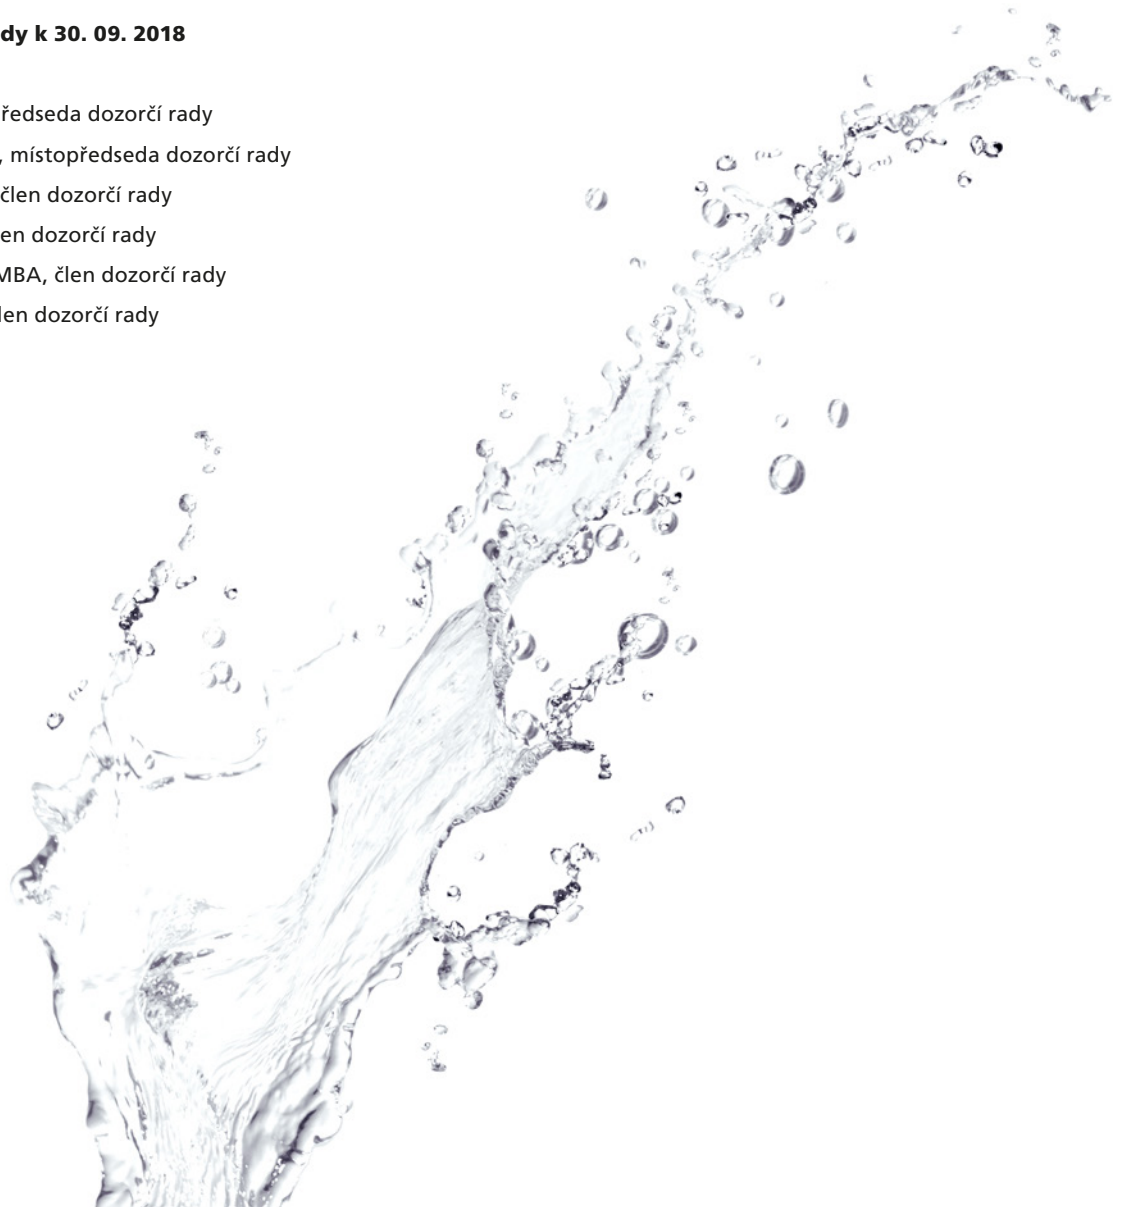 dy k 30. 09. 2018
ředseda dozorčí rady
, místopředseda dozorčí rady
člen dozorčí rady
en dozorčí rady
MBA, člen dozorčí rady
len dozorčí rady